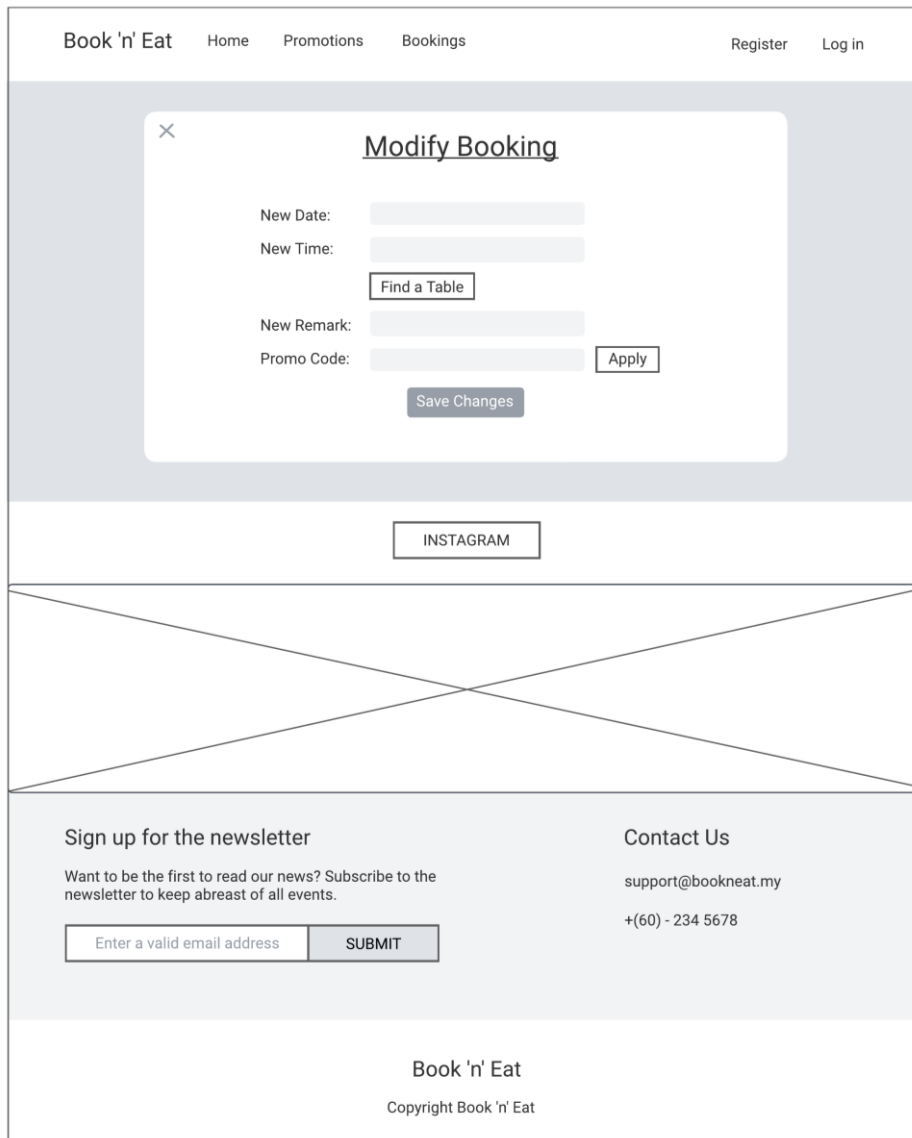 Book 'n' Eat Home Promotions Bookings Register Log in
Modify Booking
New Date:
New Time:
Find a Table
New Remark:
Promo Code: Apply
Save Changes
INSTAGRAM
Sign up for the newsletter
Want to be the first to read our news? Subscribe to the
newsletter to keep abreast of all events.
Enter a valid email address SUBMIT
Contact Us
support@bookneat.my
+(60) - 234 5678
Book 'n' Eat
Copyright Book 'n' Eat